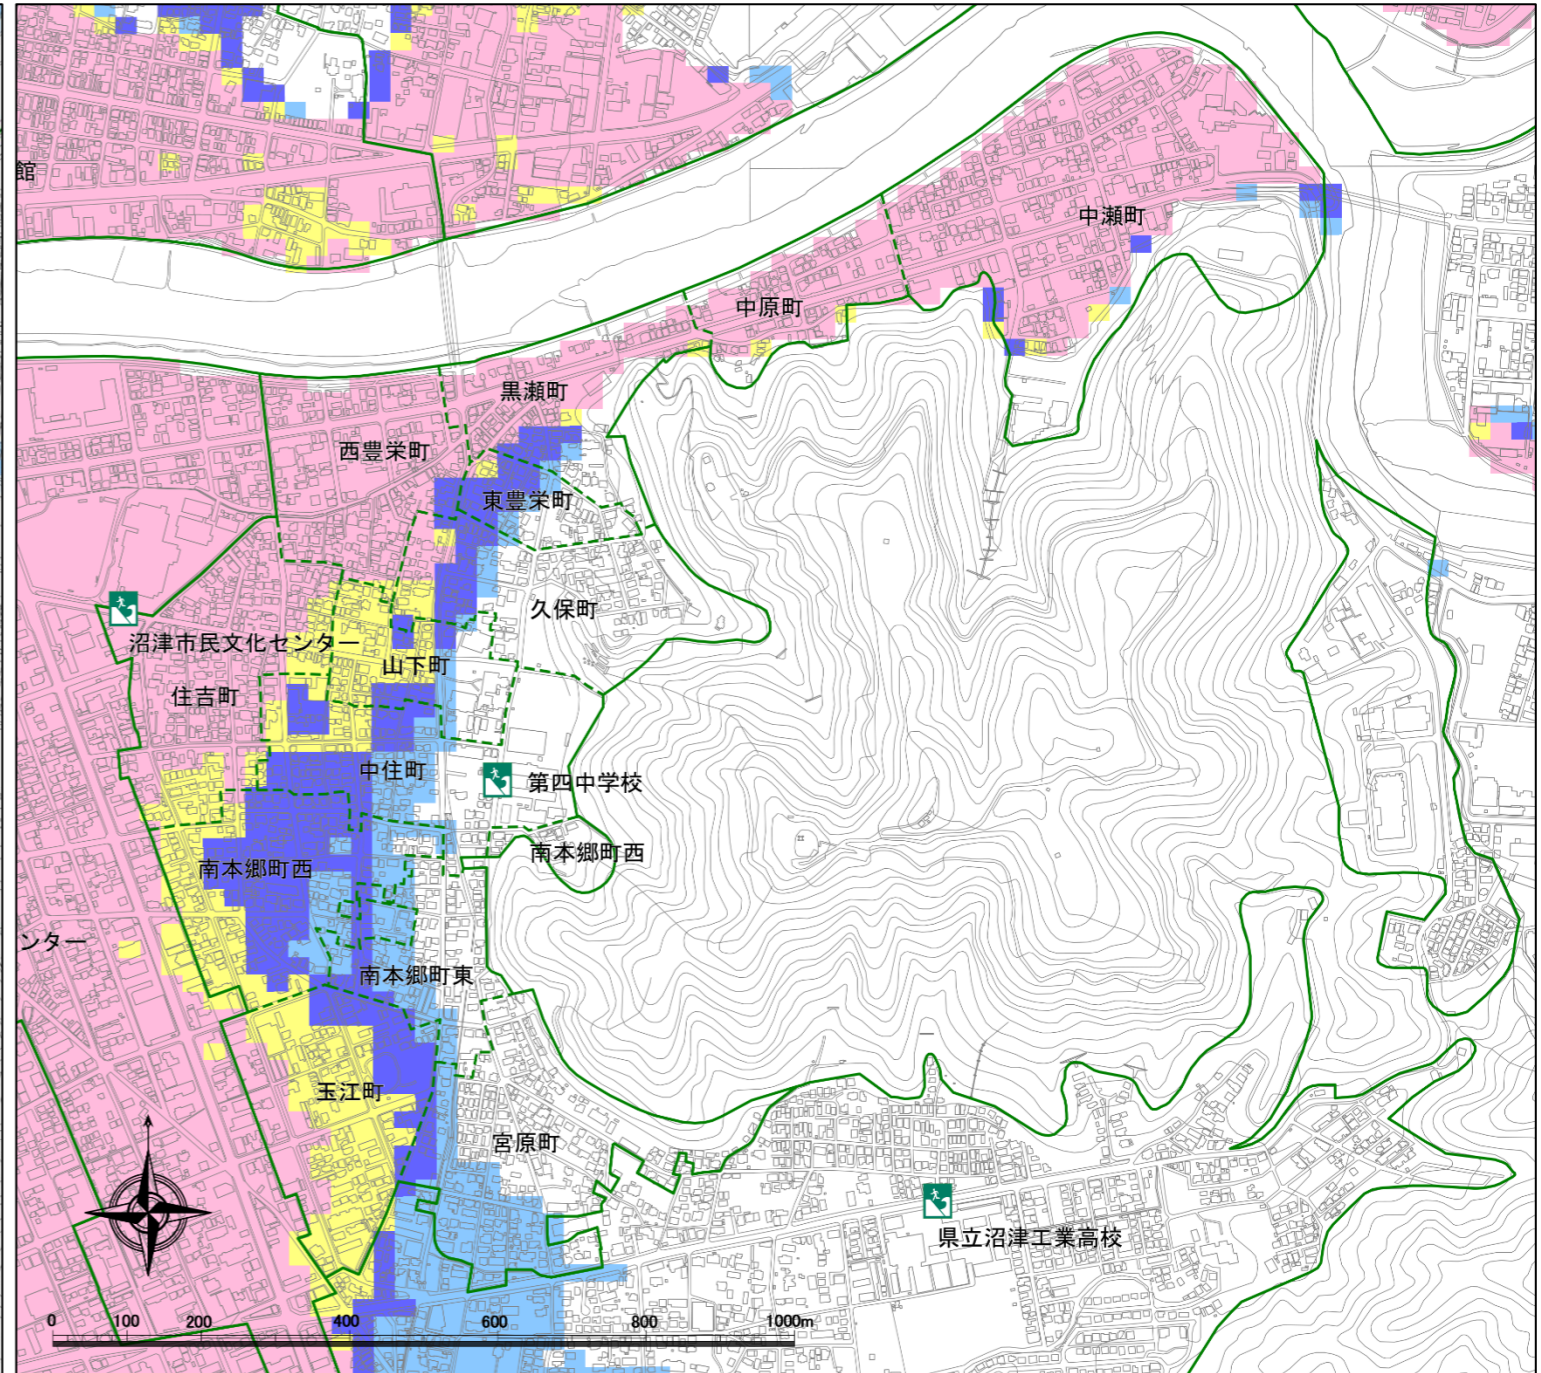 館
中瀬町
中原町
黒瀬町
西豊栄町
東豊栄町
久保町
沼津市民文化センター
山下町
住吉町
中住町
第四中学校
南本郷町西
南本郷町西
ンター
南本郷町東
玉江町
宮原町
県立沼津工業高校
0 100 200 400 600 800 1000m